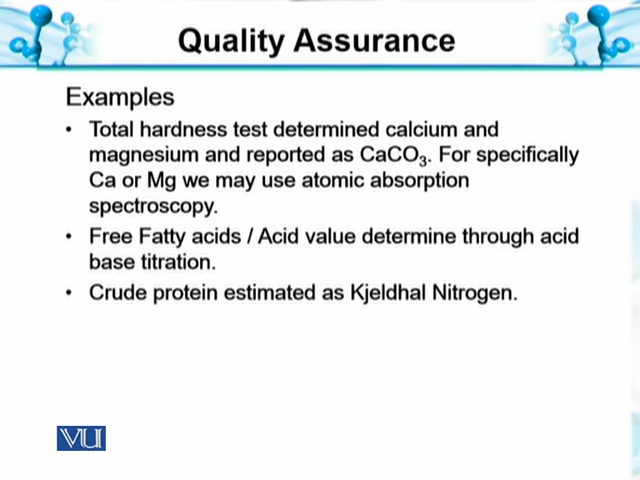 Quality Assurance
Examples
• Total hardness test determined calcium and
magnesium and reported as CaCO₃. For specifically
Ca or Mg we may use atomic absorption
spectroscopy.
• Free Fatty acids / Acid value determine through acid
base titration.
• Crude protein estimated as Kjeldhal Nitrogen.
VU